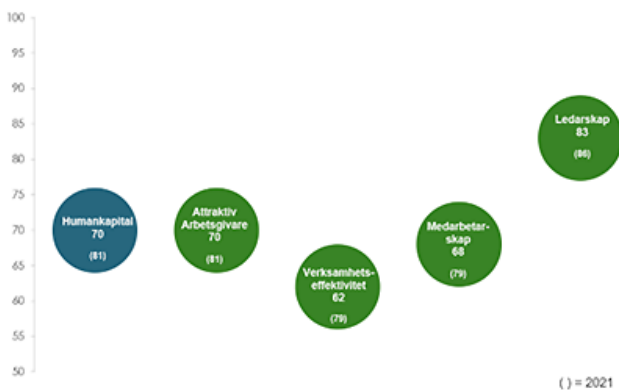 100
95
90
85
80
75
70
65
60
55
50
Humankapital
70
(81)
Attraktiv
Arbetsgivare
70
(81)
Verksamhets-
effektivitet
62
(79)
Medarbetar-
skap
68
(79)
Ledarskap
83
(86)
( ) = 2021